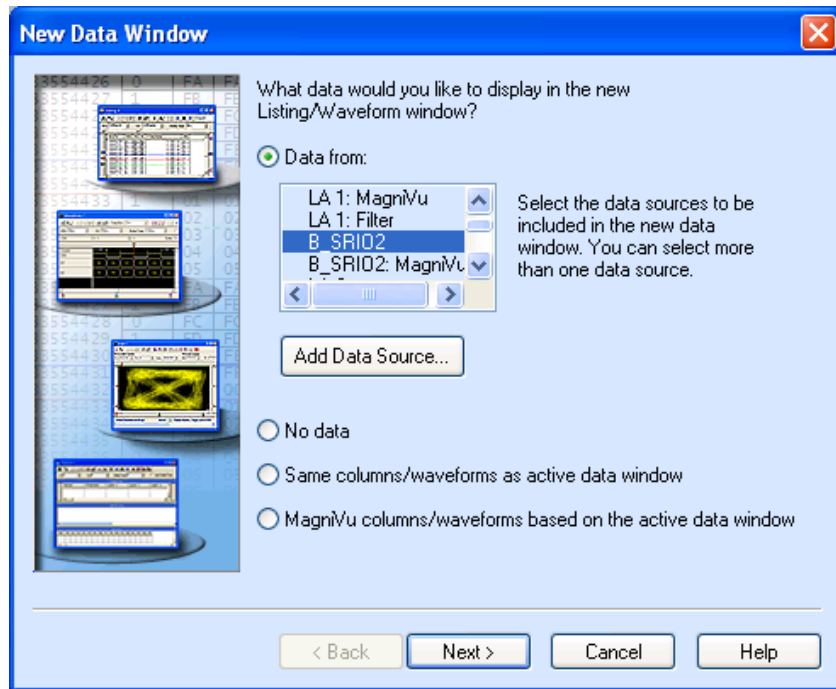 New Data Window
What data would you like to display in the new
Listing/Waveform window?
Data from:
LA 1: MagniVu
LA 1: Filter
B_SRIO2
B_SRIO2: MagniVu
Select the data sources to be
included in the new data
window. You can select more
than one data source.
Add Data Source...
No data
Same columns/waveforms as active data window
MagniVu columns/waveforms based on the active data window
< Back
Next >
Cancel
Help